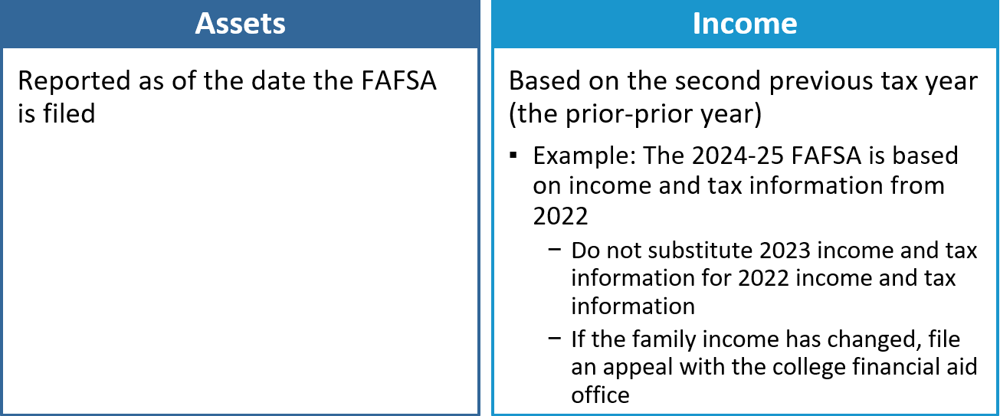 Assets
Reported as of the date the FAFSA
is filed
Income
Based on the second previous tax year
(the prior-prior year)
▪ Example: The 2024-25 FAFSA is based
on income and tax information from
2022
− Do not substitute 2023 income and tax
information for 2022 income and tax
information
− If the family income has changed, file
an appeal with the college financial aid
office